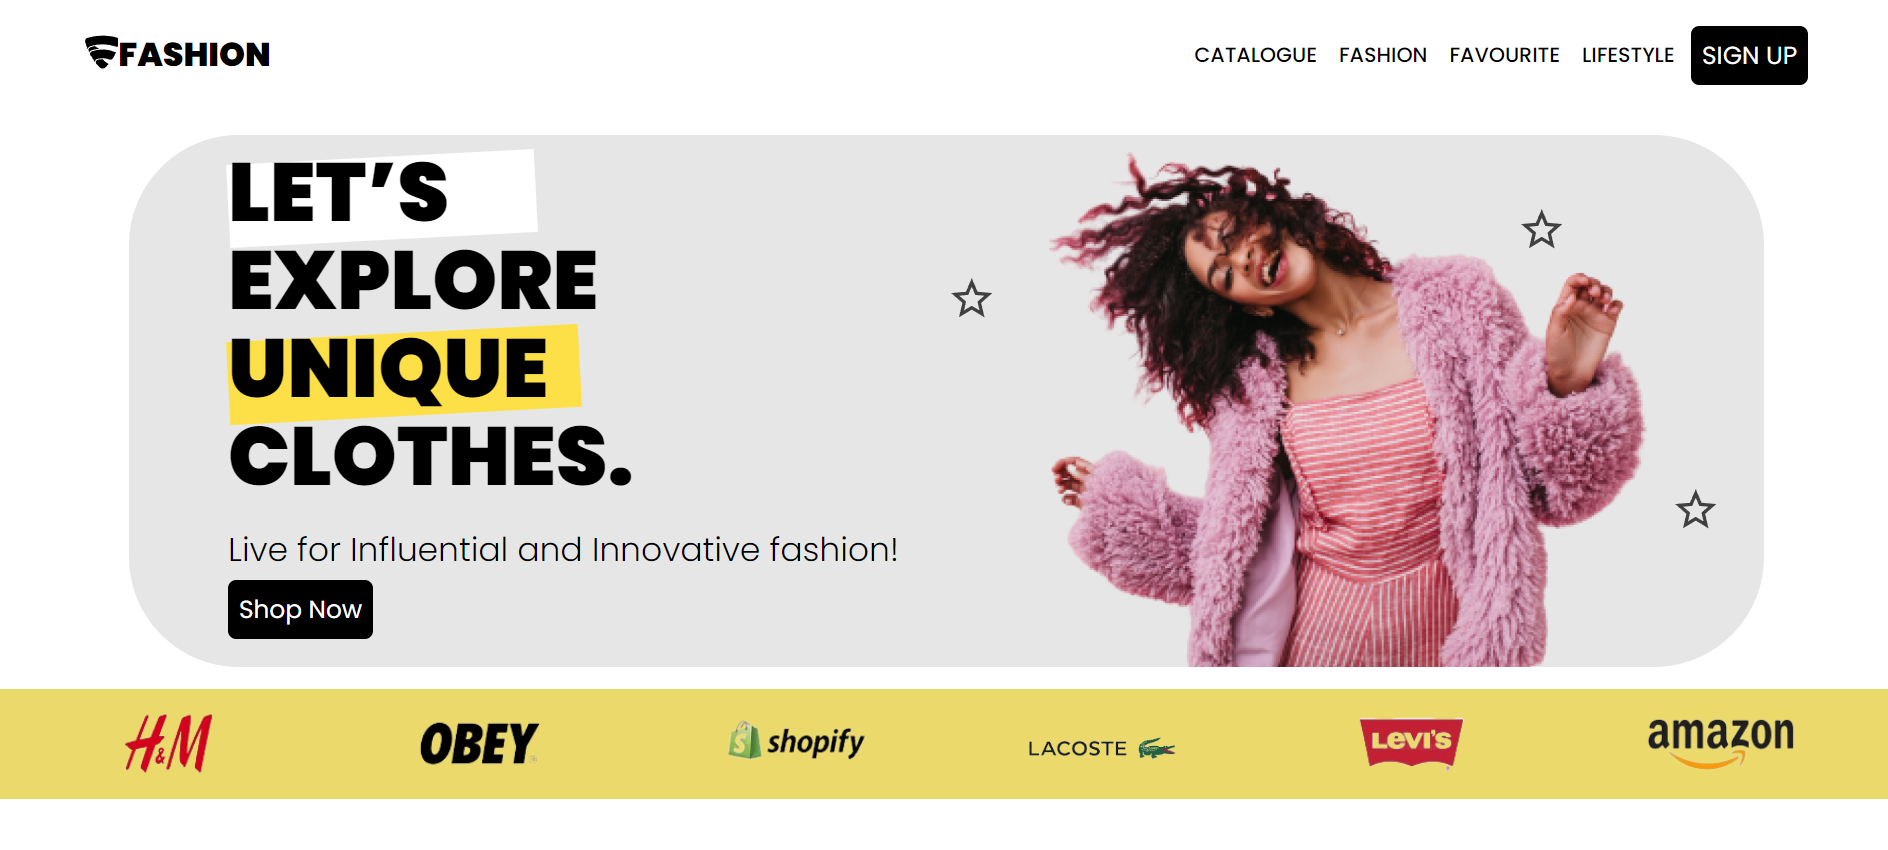 FASHION
CATALOGUE FASHION FAVOURITE LIFESTYLE SIGN UP
LET’S
EXPLORE
UNIQUE
CLOTHES.
Live for Influential and Innovative fashion!
Shop Now
H&M OBEY shopify LACOSTE Levi's amazon